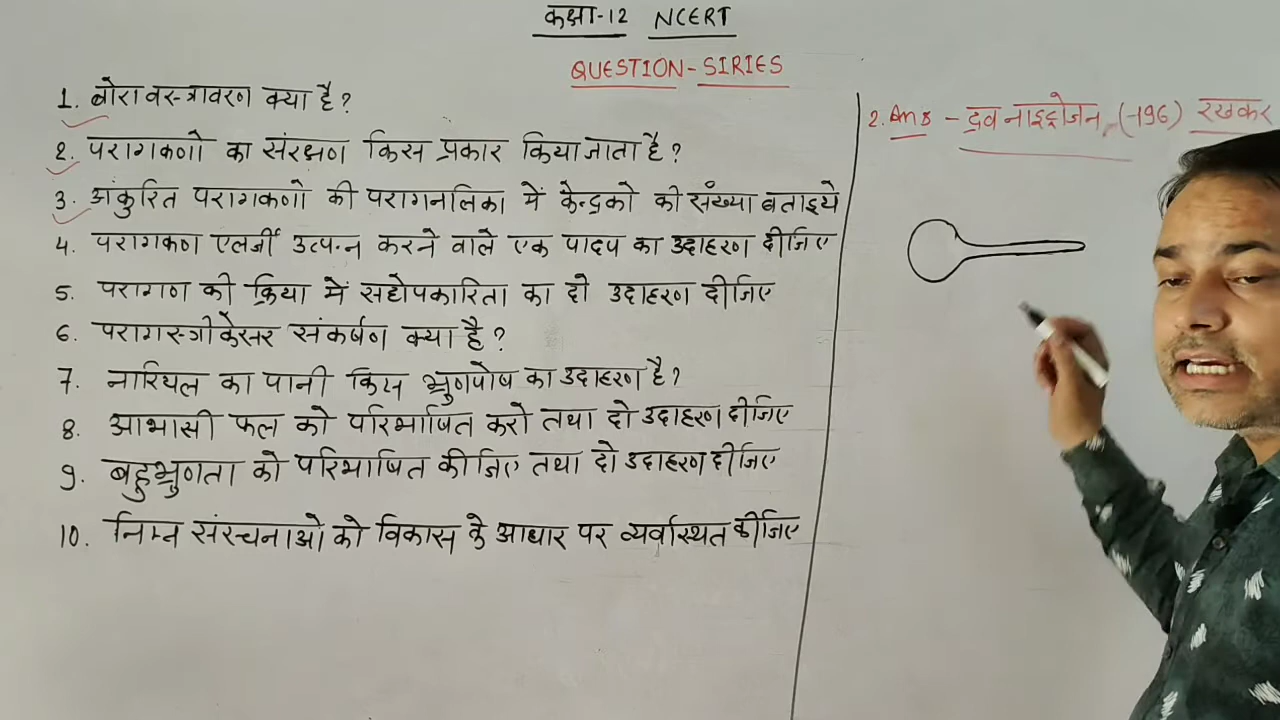 कक्षा-12 NCERT
QUESTION-SIRIES
1. बोरा वस्त्रावरण क्या है?
2. परागकणो का संरक्षण किस प्रकार किया जाता है?
3. अंकुरित परागकणो की परागनलिका में केन्द्रको की संख्या बताइये
4. परागकण एलर्जी उत्पन्न करने वाले एक पादप का उदाहरण दीजिए
5. परागण की क्रिया में सहोपकारिता का दो उदाहरण दीजिए
6. परागस्त्रीकेसर संकर्षण क्या है?
7. नारियल का पानी किस भ्रुणपोष का उदाहरण है?
8. आभासी फल को परिभाषित करो तथा दो उदाहरण दीजिए
9. बहुभ्रुणता को परिभाषित कीजिए तथा दो उदाहरण दीजिए
10. निम्न संरचनाओ को विकास के आधार पर व्यवस्थित कीजिए
2. Ans - द्रव नाइट्रोजन (-196) रखकर